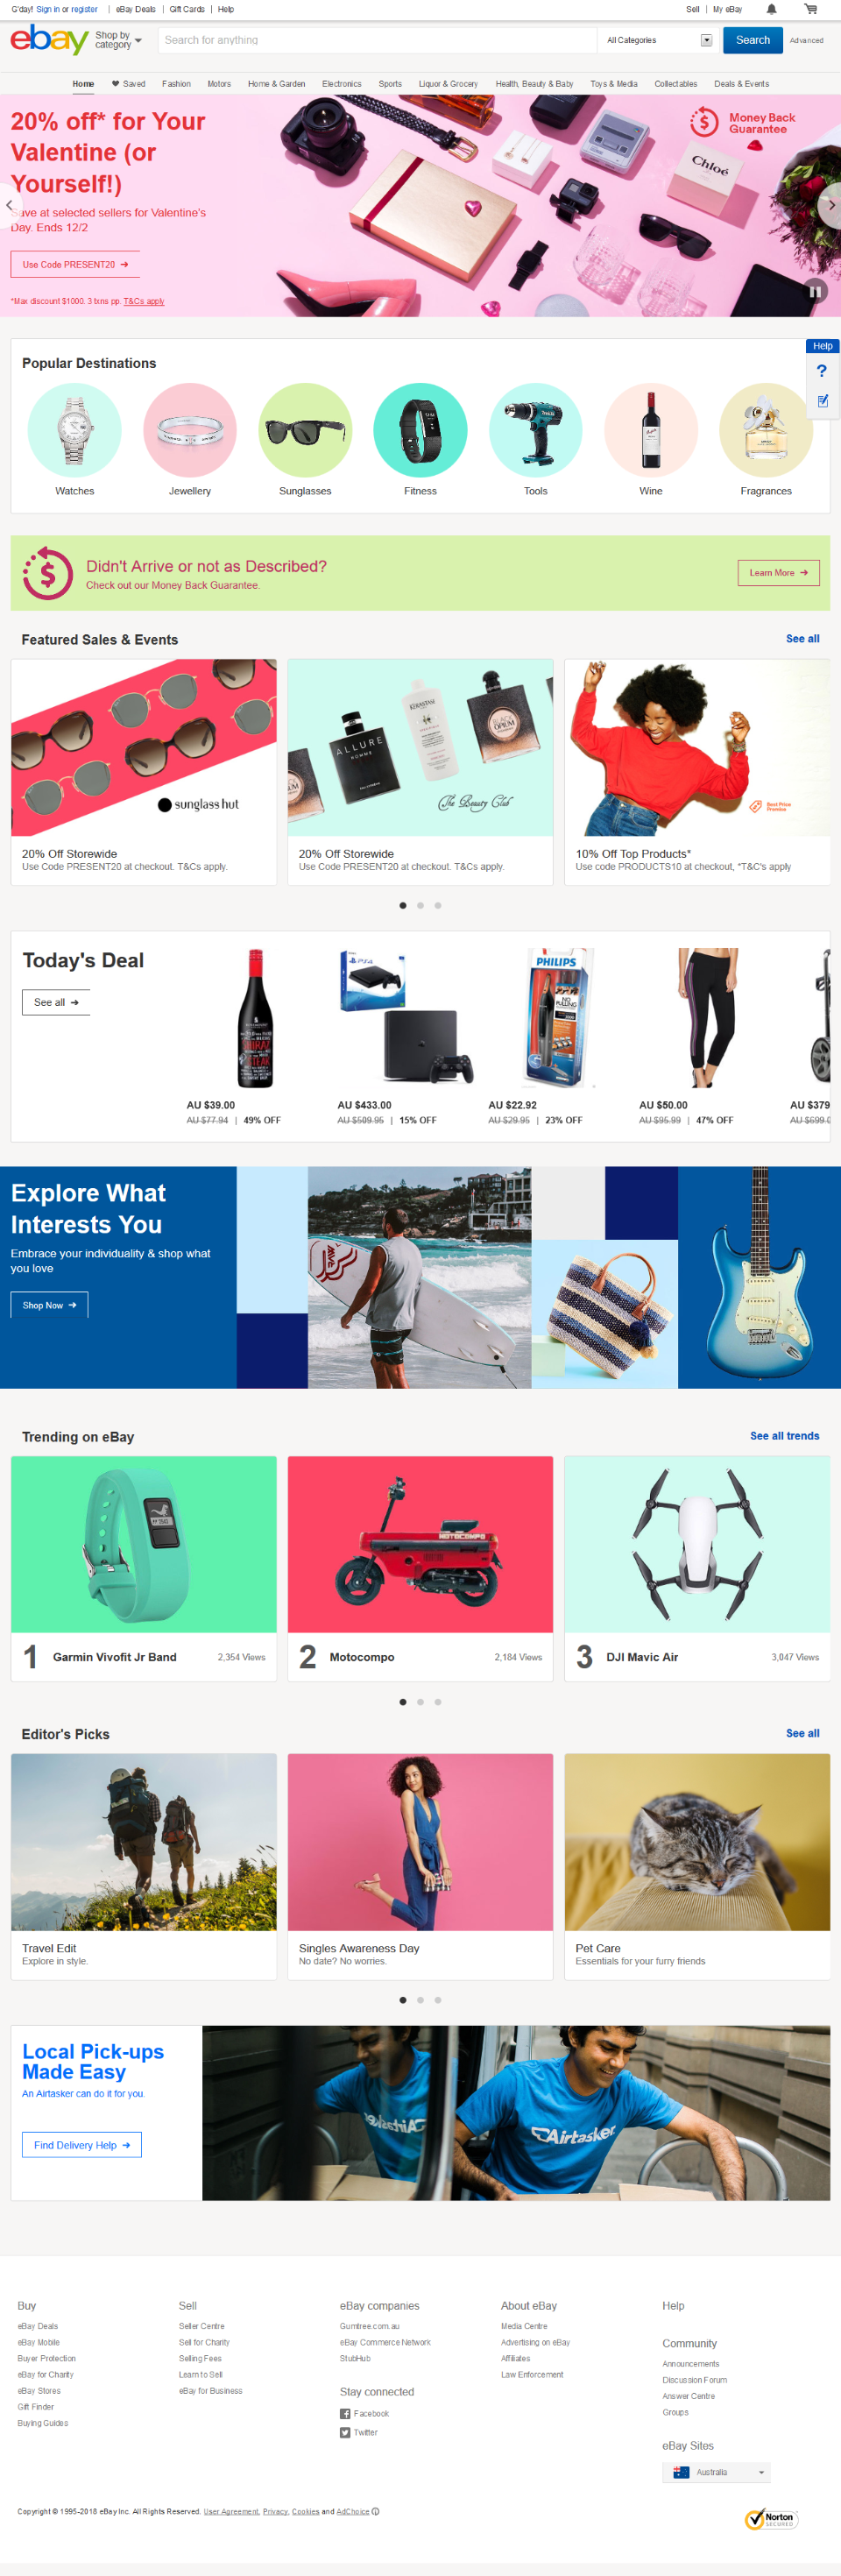 G'day! Sign in or register | eBay Deals | Gift Cards | Help
Sell | My eBay
ebay
Shop by category
Search for anything
All Categories
Search
Advanced
Home
Saved
Fashion
Motors
Home & Garden
Electronics
Sports
Liquor & Grocery
Health, Beauty & Baby
Toys & Media
Collectables
Deals & Events
20% off* for Your
Valentine (or
Yourself!)
Save at selected sellers for Valentine's
Day. Ends 12/2
Use Code PRESENT20 →
*Max discount $1000. 3 txns pp. T&Cs apply
Money Back
Guarantee
Chloé
Help
?
Popular Destinations
Watches
Jewellery
Sunglasses
Fitness
Tools
Wine
Fragrances
Didn't Arrive or not as Described?
Check out our Money Back Guarantee.
Learn More →
Featured Sales & Events
See all
sunglass hut
ALLURE
HOMME
KÉRASTASE
BLACK
OPIUM
The Beauty Club
Best Price
Promise
20% Off Storewide
Use Code PRESENT20 at checkout. T&Cs apply.
20% Off Storewide
Use Code PRESENT20 at checkout. T&Cs apply.
10% Off Top Products*
Use code PRODUCTS10 at checkout, *T&C's apply
Today's Deal
See all →
SHIRAZ
STEAK
PS4
PHILIPS
NO
PULLING
AU $39.00
AU $77.94 | 49% OFF
AU $433.00
AU $509.95 | 15% OFF
AU $22.92
AU $29.95 | 23% OFF
AU $50.00
AU $95.99 | 47% OFF
AU $379
AU $599.0
Explore What
Interests You
Embrace your individuality & shop what
you love
Shop Now →
Trending on eBay
See all trends
MOTOCOMPO
1 Garmin Vivofit Jr Band 2,354 Views
2 Motocompo 2,184 Views
3 DJI Mavic Air 3,047 Views
Editor's Picks
See all
Travel Edit
Explore in style.
Singles Awareness Day
No date? No worries.
Pet Care
Essentials for your furry friends
Local Pick-ups
Made Easy
An Airtasker can do it for you.
Find Delivery Help →
Airtasker
Airtasker
Buy
eBay Deals
eBay Mobile
Buyer Protection
eBay for Charity
eBay Stores
Gift Finder
Buying Guides
Sell
Seller Centre
Sell for Charity
Selling Fees
Learn to Sell
eBay for Business
eBay companies
Gumtree.com.au
eBay Commerce Network
StubHub
Stay connected
Facebook
Twitter
About eBay
Media Centre
Advertising on eBay
Affiliates
Law Enforcement
Help
Community
Announcements
Discussion Forum
Answer Centre
Groups
eBay Sites
Australia
Copyright © 1995-2018 eBay Inc. All Rights Reserved. User Agreement, Privacy, Cookies and AdChoice
Norton
SECURED